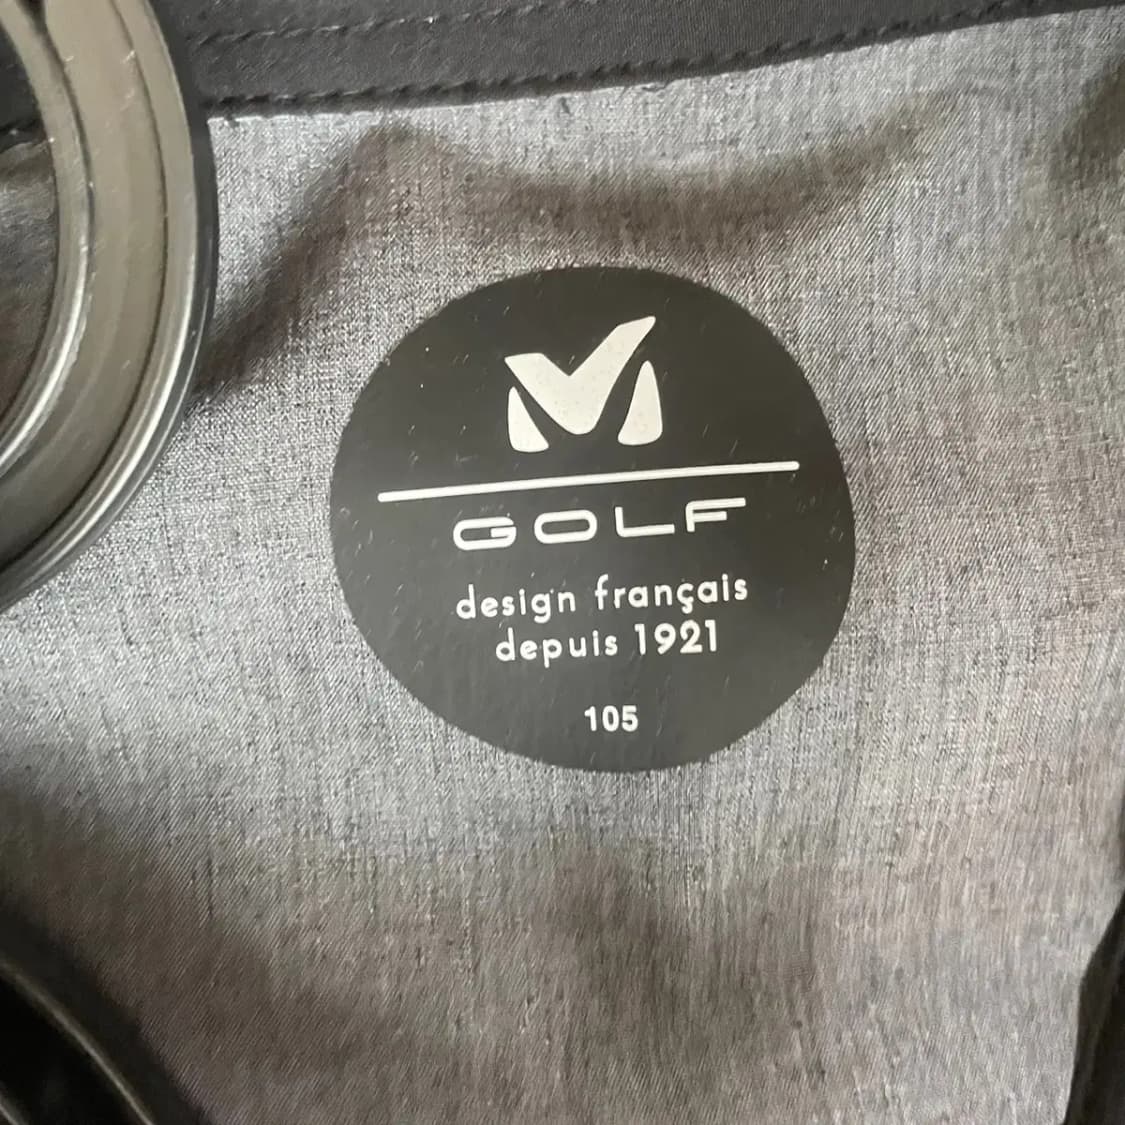 M
GOLF
design français
depuis 1921
105